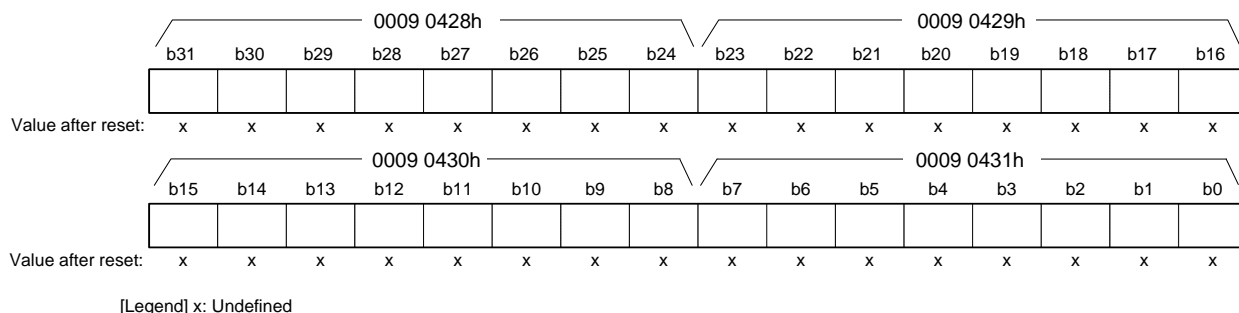 0009 0428h 0009 0429h
b31 b30 b29 b28 b27 b26 b25 b24 b23 b22 b21 b20 b19 b18 b17 b16
Value after reset: x x x x x x x x x x x x x x x x
0009 0430h 0009 0431h
b15 b14 b13 b12 b11 b10 b9 b8 b7 b6 b5 b4 b3 b2 b1 b0
Value after reset: x x x x x x x x x x x x x x x x
[Legend] x: Undefined